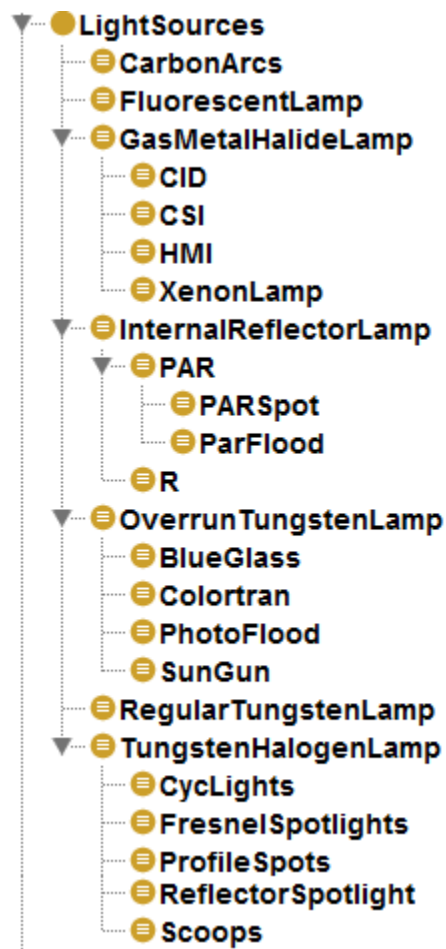 LightSources
CarbonArcs
FluorescentLamp
GasMetalHalideLamp
CID
CSI
HMI
XenonLamp
InternalReflectorLamp
PAR
PARSpot
ParFlood
R
OverrunTungstenLamp
BlueGlass
Colortran
PhotoFlood
SunGun
RegularTungstenLamp
TungstenHalogenLamp
CycLights
FresnelSpotlights
ProfileSpots
ReflectorSpotlight
Scoops